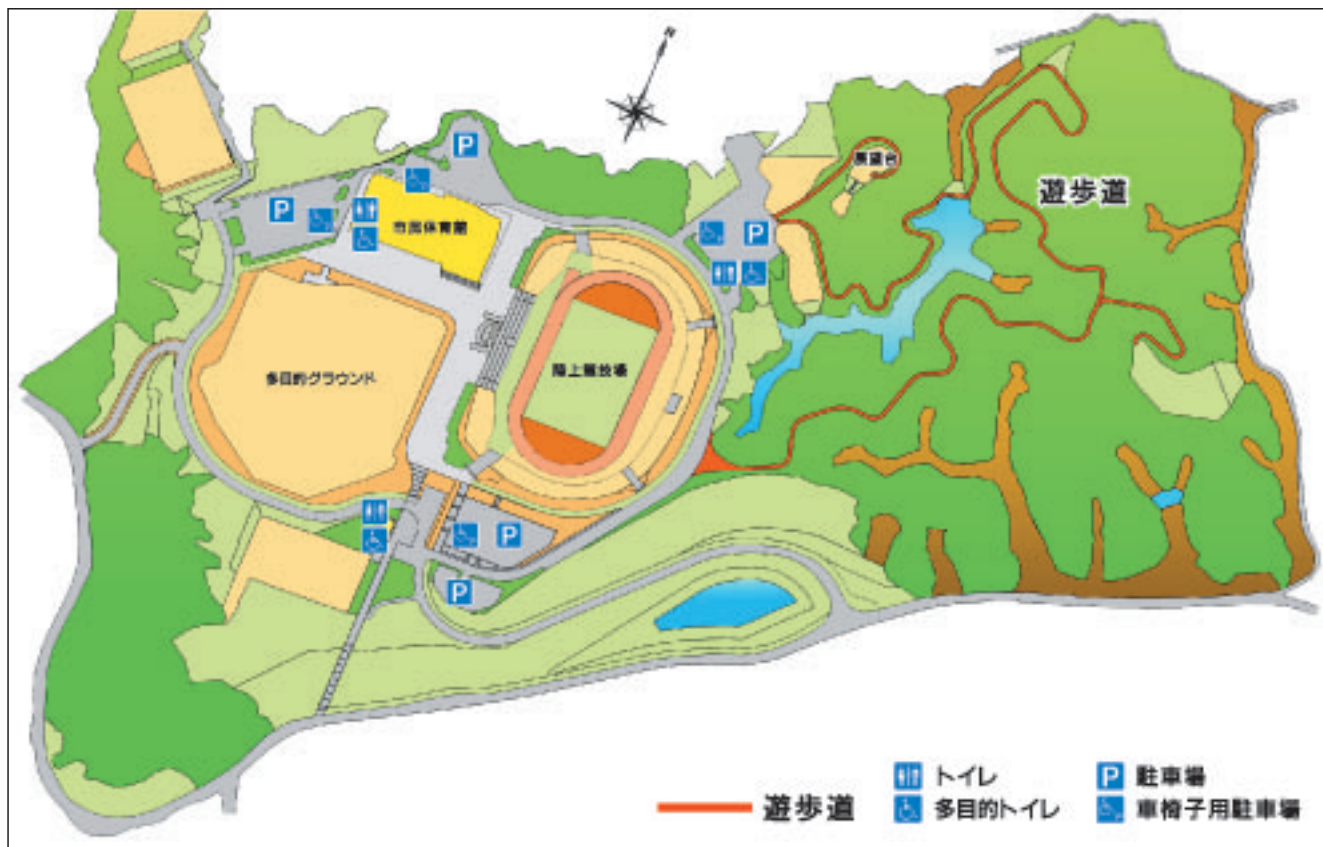 N
P
展望台
遊歩道
P
市民体育館
P
多目的グラウンド
陸上競技場
P
P
遊歩道
トイレ
多目的トイレ
P
駐車場
車椅子用駐車場